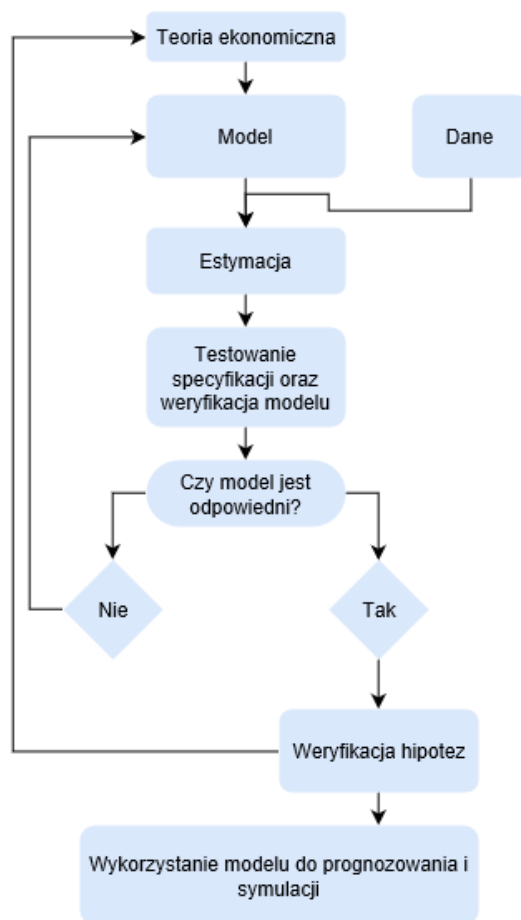 Teoria ekonomiczna
Model
Dane
Estymacja
Testowanie
specyfikacji oraz
weryfikacja modelu
Czy model jest
odpowiedni?
Nie
Tak
Weryfikacja hipotez
Wykorzystanie modelu do prognozowania i
symulacji